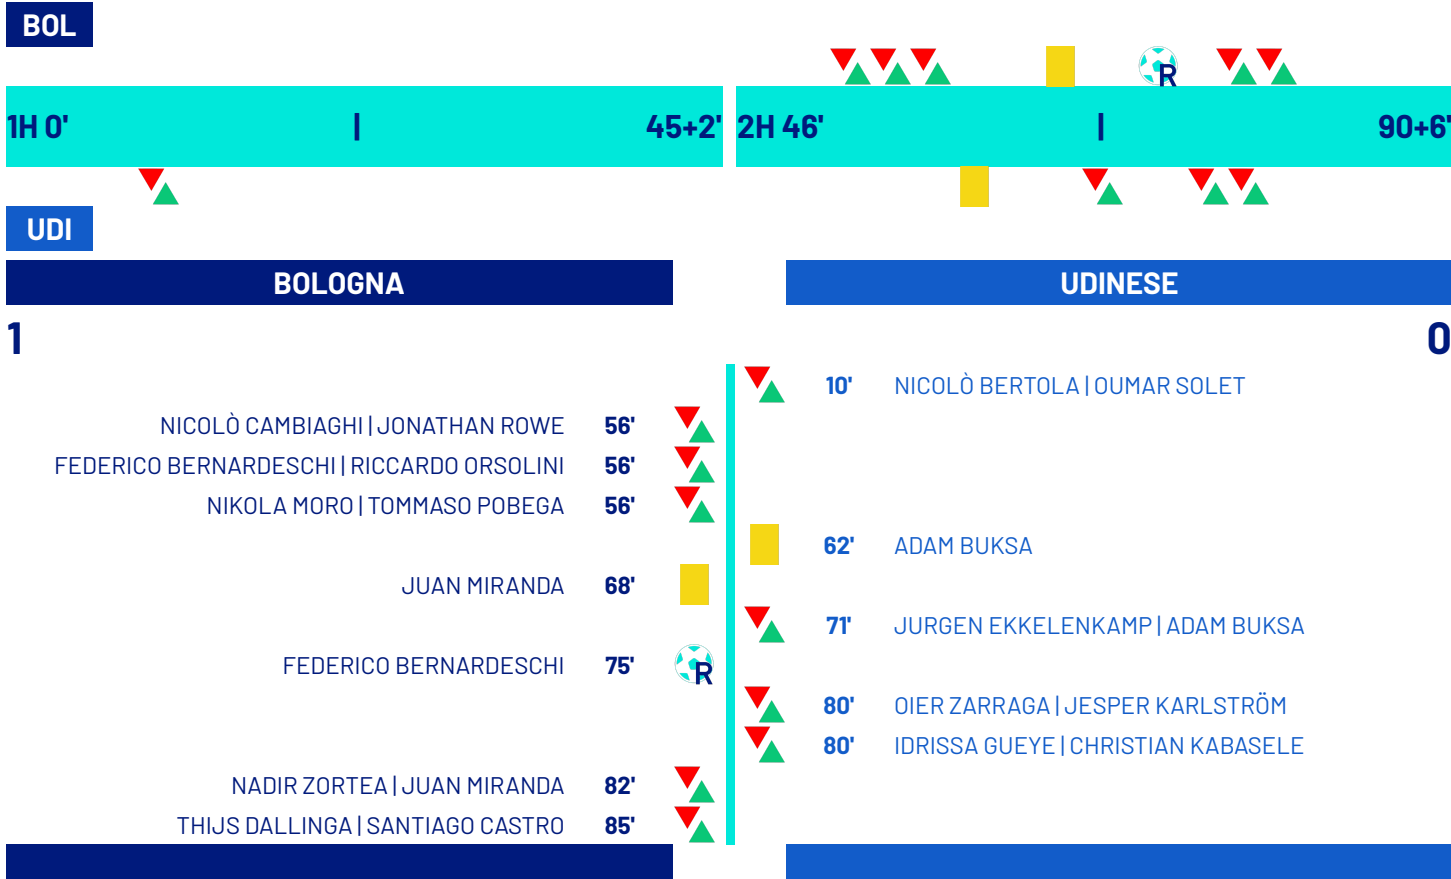 BOL
R
1H 0' | 45+2' 2H 46' | 90+6'
UDI
BOLOGNA UDINESE
1 0
10' NICOLÒ BERTOLA | OUMAR SOLET
NICOLÒ CAMBIAGHI | JONATHAN ROWE 56'
FEDERICO BERNARDESCHI | RICCARDO ORSOLINI 56'
NIKOLA MORO | TOMMASO POBEGA 56'
62' ADAM BUKSA
JUAN MIRANDA 68'
71' JURGEN EKKELENKAMP | ADAM BUKSA
FEDERICO BERNARDESCHI 75' R
80' OIER ZARRAGA | JESPER KARLSTRÖM
80' IDRISSA GUEYE | CHRISTIAN KABASELE
NADIR ZORTEA | JUAN MIRANDA 82'
THIJS DALLINGA | SANTIAGO CASTRO 85'